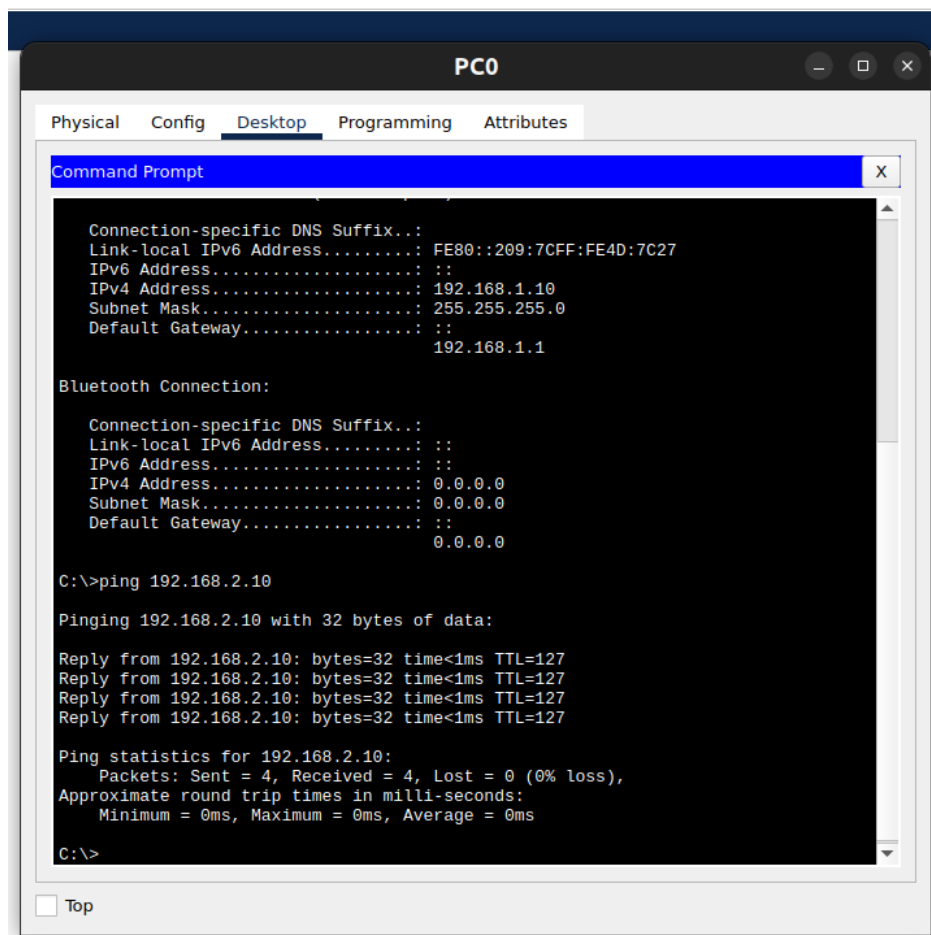 PC0
Physical Config Desktop Programming Attributes
Command Prompt X
Connection-specific DNS Suffix..:
Link-local IPv6 Address.........: FE80::209:7CFF:FE4D:7C27
IPv6 Address....................: ::
IPv4 Address....................: 192.168.1.10
Subnet Mask.....................: 255.255.255.0
Default Gateway.................: ::
192.168.1.1
Bluetooth Connection:
Connection-specific DNS Suffix..:
Link-local IPv6 Address.........: ::
IPv6 Address....................: ::
IPv4 Address....................: 0.0.0.0
Subnet Mask.....................: 0.0.0.0
Default Gateway.................: ::
0.0.0.0
C:\>ping 192.168.2.10
Pinging 192.168.2.10 with 32 bytes of data:
Reply from 192.168.2.10: bytes=32 time<1ms TTL=127
Reply from 192.168.2.10: bytes=32 time<1ms TTL=127
Reply from 192.168.2.10: bytes=32 time<1ms TTL=127
Reply from 192.168.2.10: bytes=32 time<1ms TTL=127
Ping statistics for 192.168.2.10:
Packets: Sent = 4, Received = 4, Lost = 0 (0% loss),
Approximate round trip times in milli-seconds:
Minimum = 0ms, Maximum = 0ms, Average = 0ms
C:\>
Top